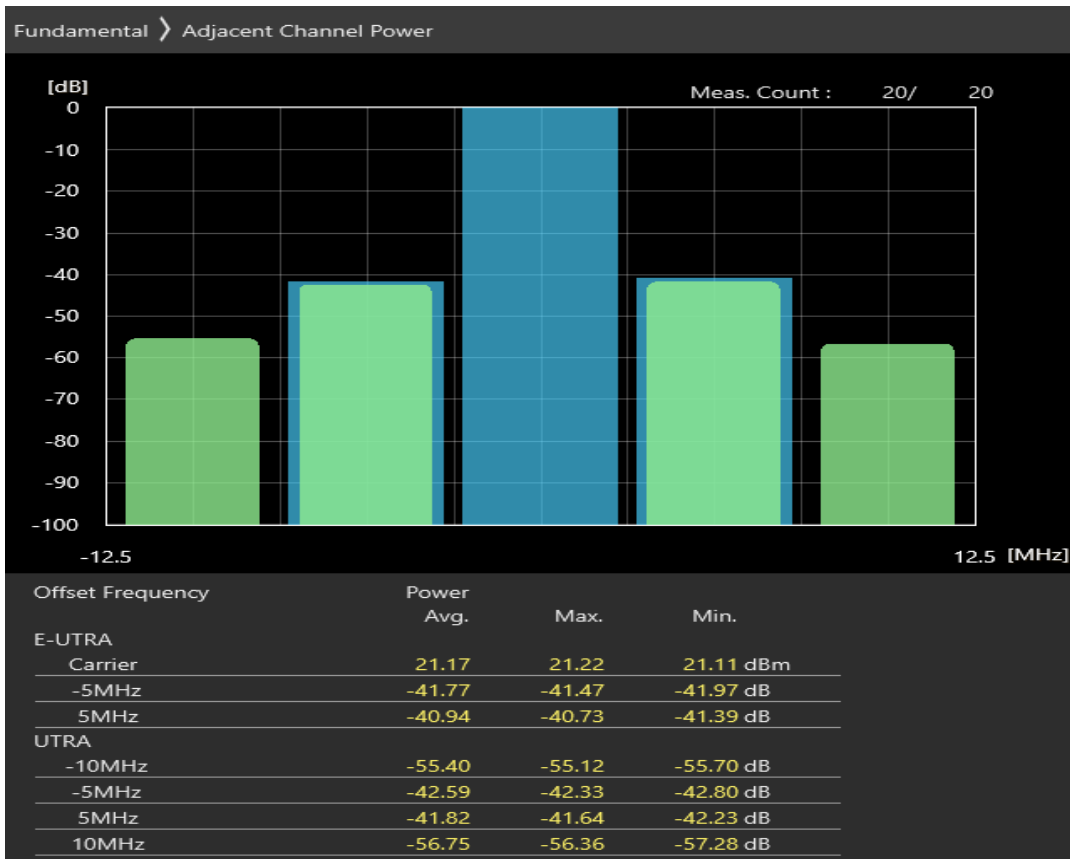 Fundamental 〉 Adjacent Channel Power
[dB]
Meas. Count : 20/ 20
0
-10
-20
-30
-40
-50
-60
-70
-80
-90
-100
-12.5 12.5 [MHz]
Offset Frequency Power
Avg. Max. Min.
E-UTRA
Carrier 21.17 21.22 21.11 dBm
-5MHz -41.77 -41.47 -41.97 dB
5MHz -40.94 -40.73 -41.39 dB
UTRA
-10MHz -55.40 -55.12 -55.70 dB
-5MHz -42.59 -42.33 -42.80 dB
5MHz -41.82 -41.64 -42.23 dB
10MHz -56.75 -56.36 -57.28 dB